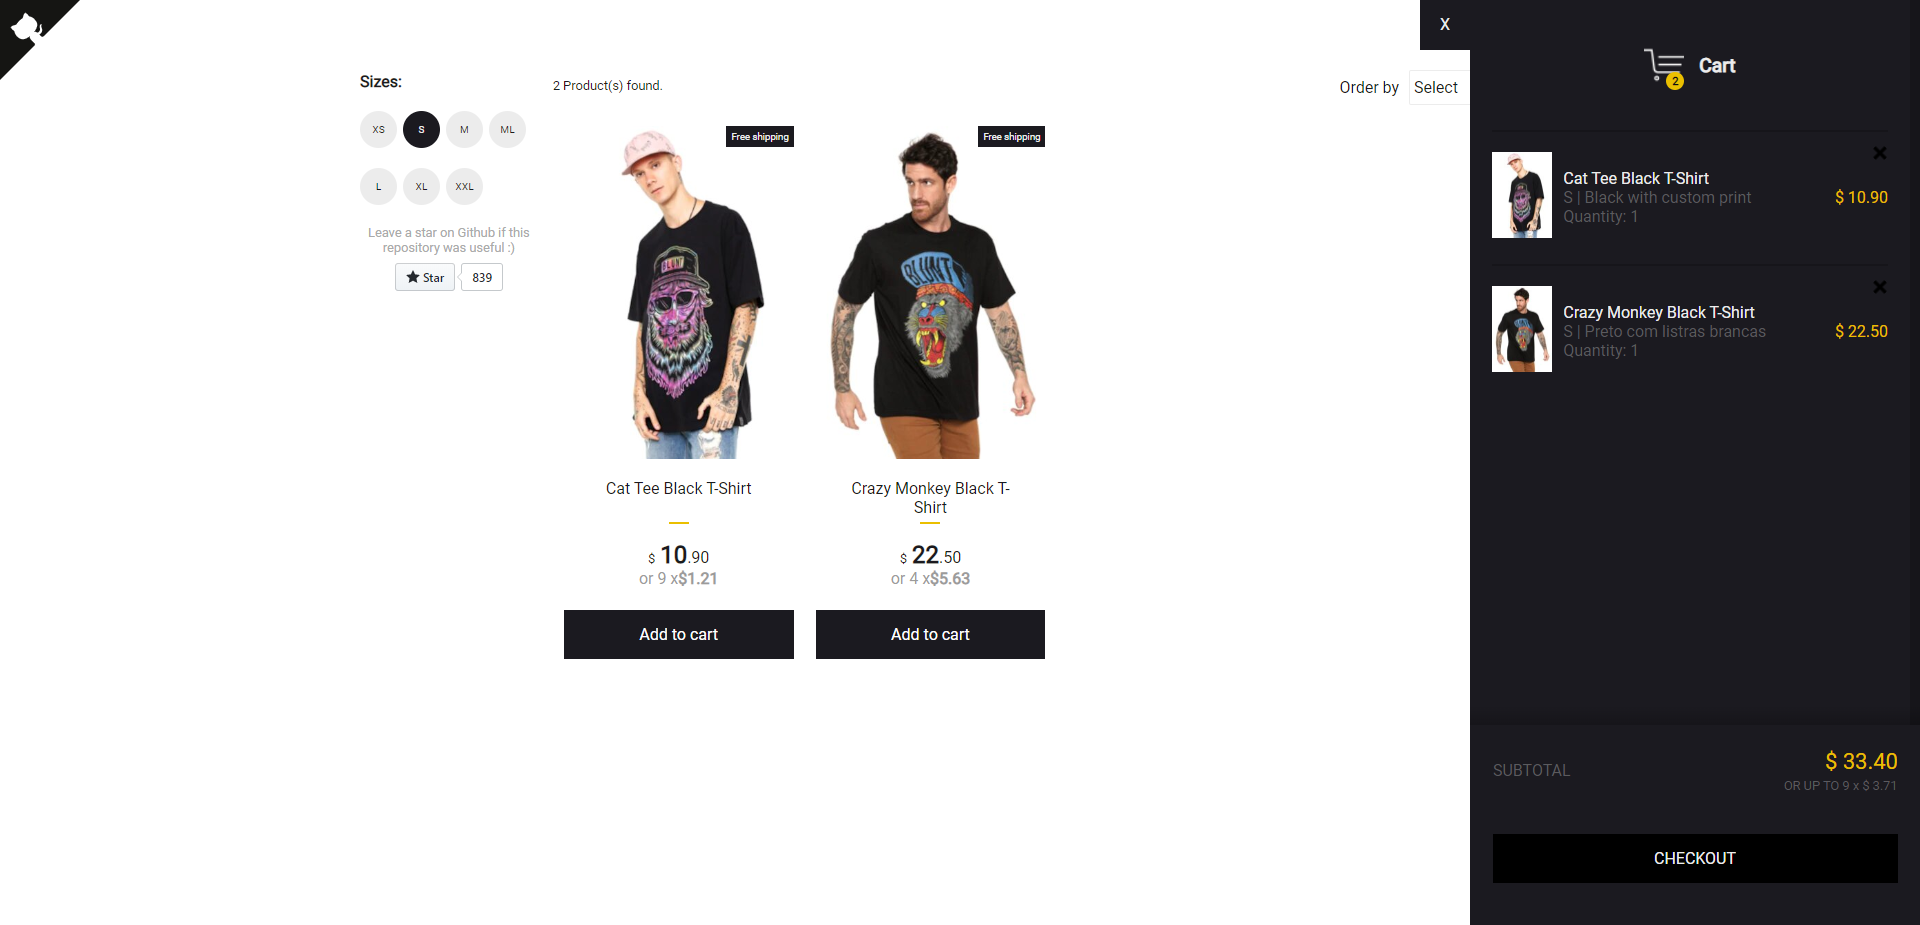 Sizes:
XS
S
M
ML
L
XL
XXL
Leave a star on Github if this
repository was useful :)
Star
839
2 Product(s) found.
Order by
Select
Free shipping
BLUNT
Cat Tee Black T-Shirt
$ 10.90
or 9 x$1.21
Add to cart
Free shipping
BLUNT
Crazy Monkey Black T-
Shirt
$ 22.50
or 4 x$5.63
Add to cart
X
2
Cart
Cat Tee Black T-Shirt
S | Black with custom print
Quantity: 1
$ 10.90
Crazy Monkey Black T-Shirt
S | Preto com listras brancas
Quantity: 1
$ 22.50
SUBTOTAL
$ 33.40
OR UP TO 9 x $ 3.71
CHECKOUT